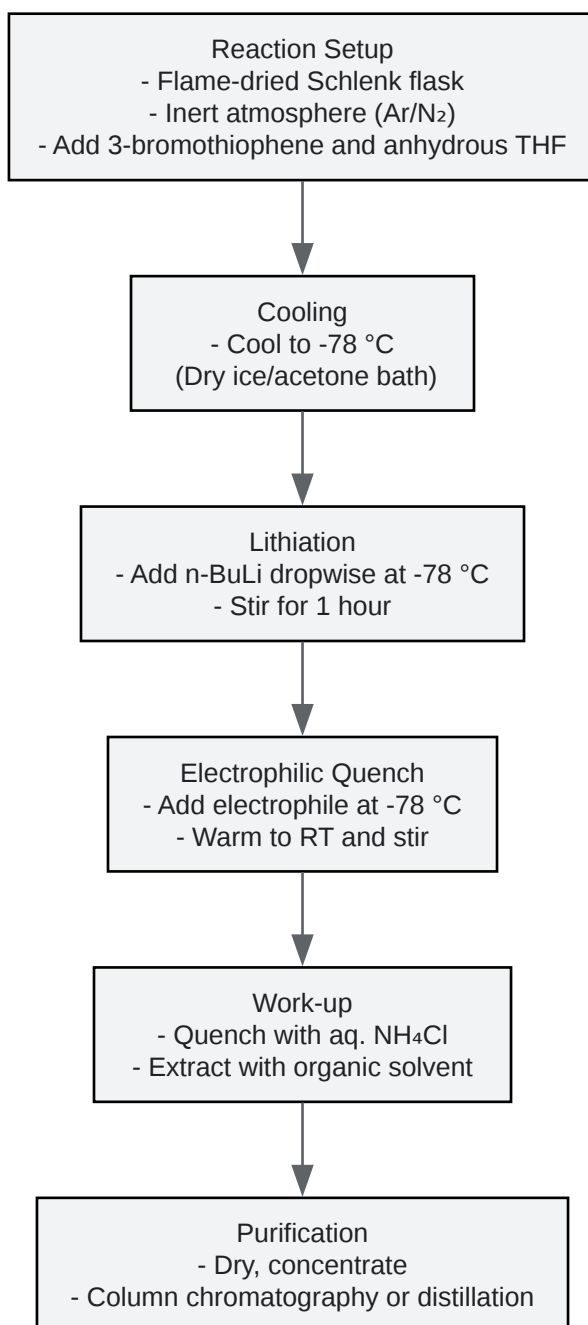 Reaction Setup
- Flame-dried Schlenk flask
- Inert atmosphere (Ar/N₂)
- Add 3-bromothiophene and anhydrous THF
Cooling
- Cool to -78 °C
(Dry ice/acetone bath)
Lithiation
- Add n-BuLi dropwise at -78 °C
- Stir for 1 hour
Electrophilic Quench
- Add electrophile at -78 °C
- Warm to RT and stir
Work-up
- Quench with aq. NH₄Cl
- Extract with organic solvent
Purification
- Dry, concentrate
- Column chromatography or distillation